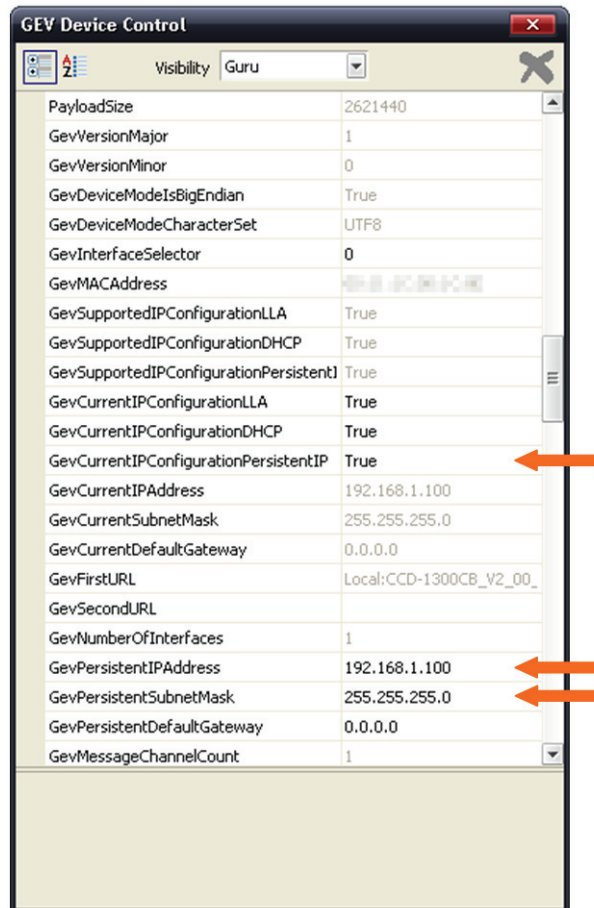 GEV Device Control
Visibility Guru
PayloadSize 2621440
GevVersionMajor 1
GevVersionMinor 0
GevDeviceModeIsBigEndian True
GevDeviceModeCharacterSet UTF8
GevInterfaceSelector 0
GevMACAddress
GevSupportedIPConfigurationLLA True
GevSupportedIPConfigurationDHCP True
GevSupportedIPConfigurationPersistentI True
GevCurrentIPConfigurationLLA True
GevCurrentIPConfigurationDHCP True
GevCurrentIPConfigurationPersistentIP True
GevCurrentIPAddress 192.168.1.100
GevCurrentSubnetMask 255.255.255.0
GevCurrentDefaultGateway 0.0.0.0
GevFirstURL Local:CCD-1300CB_V2_00_
GevSecondURL
GevNumberOfInterfaces 1
GevPersistentIPAddress 192.168.1.100
GevPersistentSubnetMask 255.255.255.0
GevPersistentDefaultGateway 0.0.0.0
GevMessageChannelCount 1